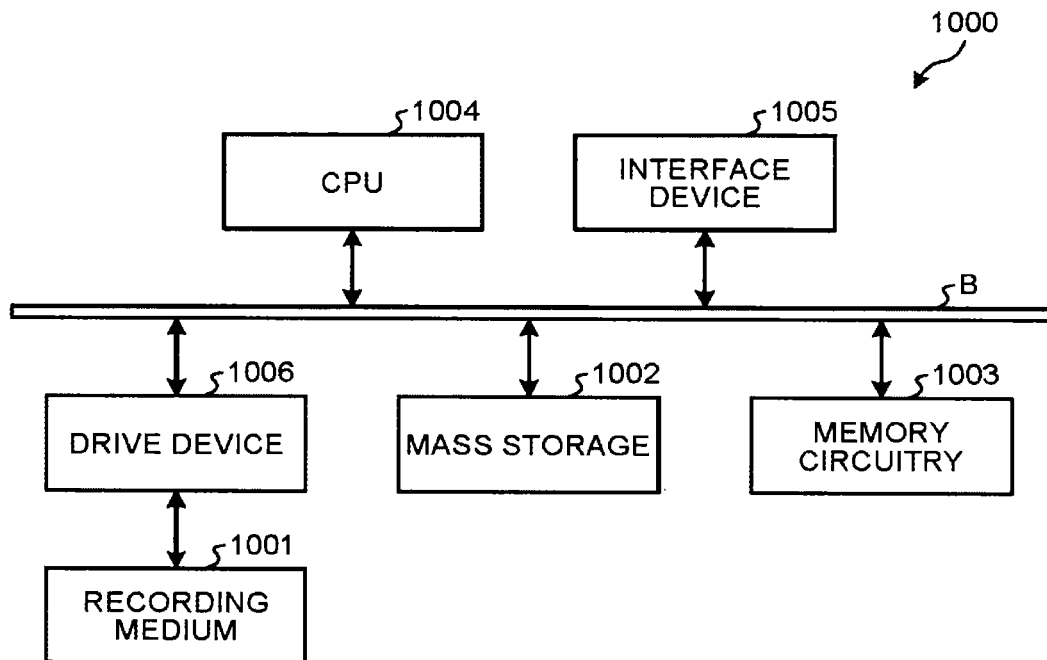 1000
1004
CPU
1005
INTERFACE
DEVICE
B
1006
DRIVE DEVICE
1002
MASS STORAGE
1003
MEMORY
CIRCUITRY
1001
RECORDING
MEDIUM